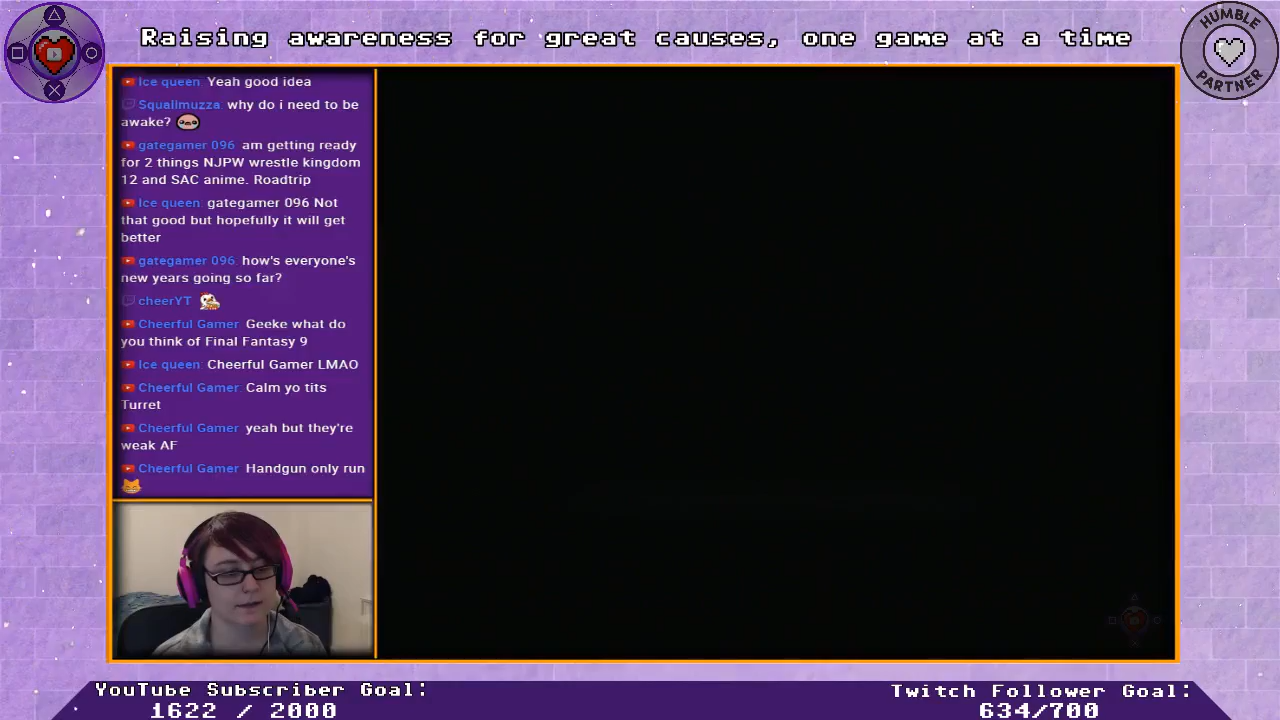 Raising awareness for great causes, one game at a time
HUMBLE
PARTNER
Ice queen: Yeah good idea
Squallmuzza: why do i need to be
awake?
gategamer 096: am getting ready
for 2 things NJPW wrestle kingdom
12 and SAC anime. Roadtrip
Ice queen: gategamer 096 Not
that good but hopefully it will get
better
gategamer 096: how's everyone's
new years going so far?
cheerYT
Cheerful Gamer: Geeke what do
you think of Final Fantasy 9
Ice queen: Cheerful Gamer LMAO
Cheerful Gamer: Calm yo tits
Turret
Cheerful Gamer: yeah but they're
weak AF
Cheerful Gamer: Handgun only run
YouTube Subscriber Goal:
1622 / 2000
Twitch Follower Goal:
634/700